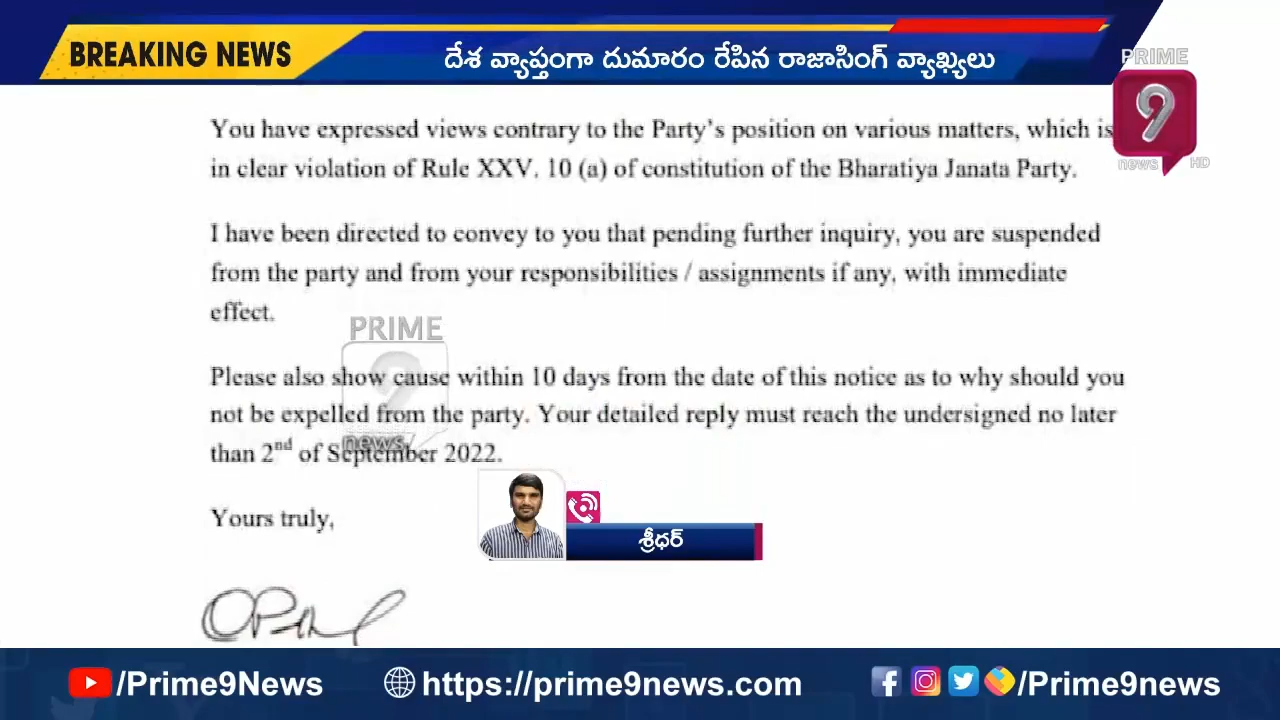 BREAKING NEWS
దేశ వ్యాప్తంగా దుమారం రేపిన రాజాసింగ్ వ్యాఖ్యలు
PRIME
9
news HD
You have expressed views contrary to the Party's position on various matters, which is
in clear violation of Rule XXV. 10 (a) of constitution of the Bharatiya Janata Party.
I have been directed to convey to you that pending further inquiry, you are suspended
from the party and from your responsibilities / assignments if any, with immediate
effect.
PRIME
9
news
Please also show cause within 10 days from the date of this notice as to why should you
not be expelled from the party. Your detailed reply must reach the undersigned no later
than 2nd of September 2022.
Yours truly,
శ్రీధర్
/Prime9News
https://prime9news.com
/Prime9news